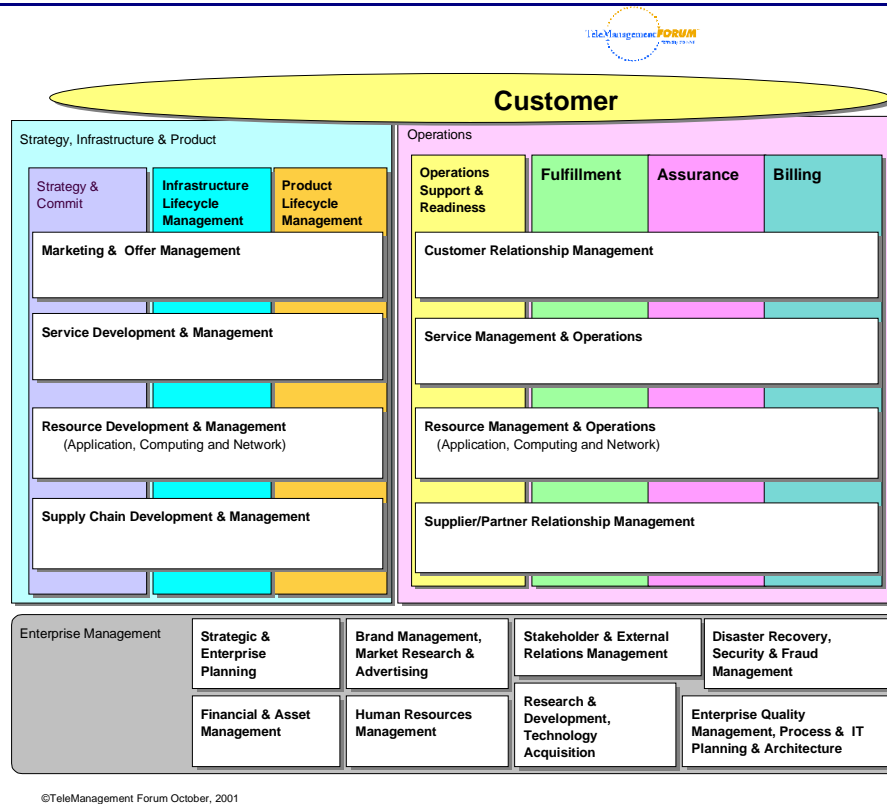 TeleManagement FORUM
Customer
Strategy, Infrastructure & Product
Operations
Strategy &
Commit
Infrastructure
Lifecycle
Management
Product
Lifecycle
Management
Operations
Support &
Readiness
Fulfillment
Assurance
Billing
Marketing & Offer Management
Customer Relationship Management
Service Development & Management
Service Management & Operations
Resource Development & Management
(Application, Computing and Network)
Resource Management & Operations
(Application, Computing and Network)
Supply Chain Development & Management
Supplier/Partner Relationship Management
Enterprise Management
Strategic &
Enterprise
Planning
Brand Management,
Market Research &
Advertising
Stakeholder & External
Relations Management
Disaster Recovery,
Security & Fraud
Management
Financial & Asset
Management
Human Resources
Management
Research &
Development,
Technology
Acquisition
Enterprise Quality
Management, Process & IT
Planning & Architecture
©TeleManagement Forum October, 2001